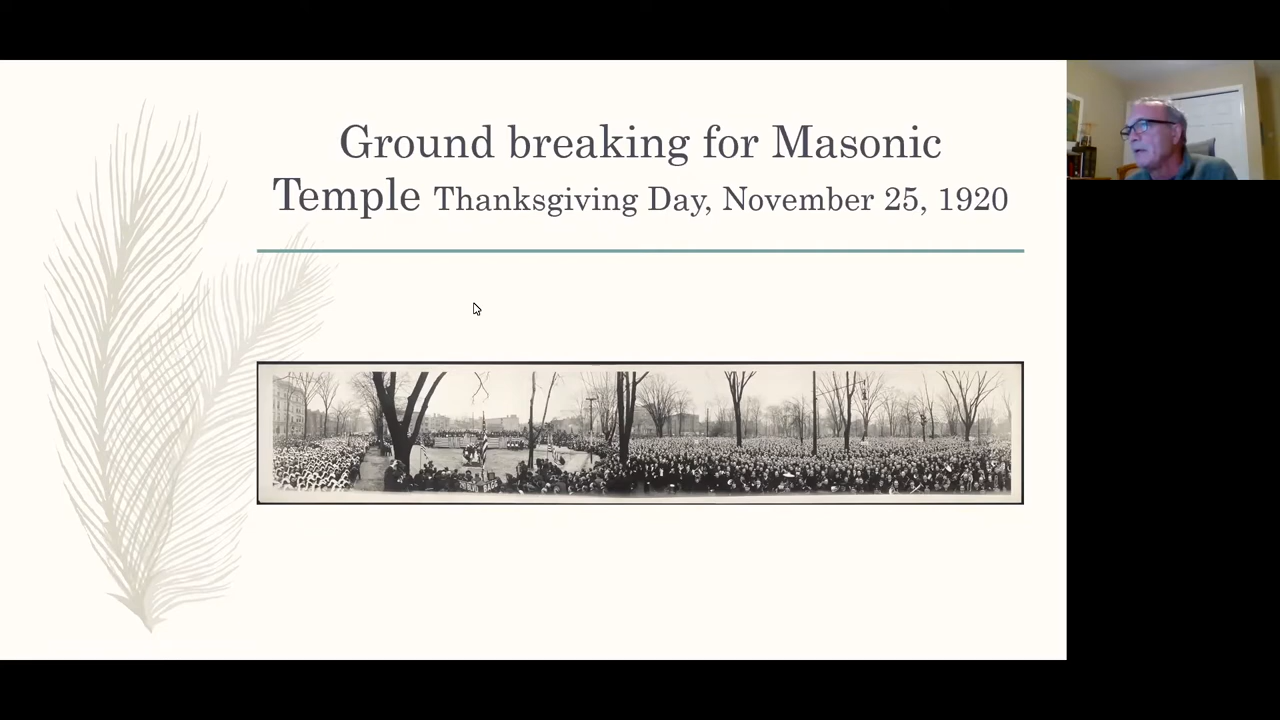 Ground breaking for Masonic
Temple Thanksgiving Day, November 25, 1920